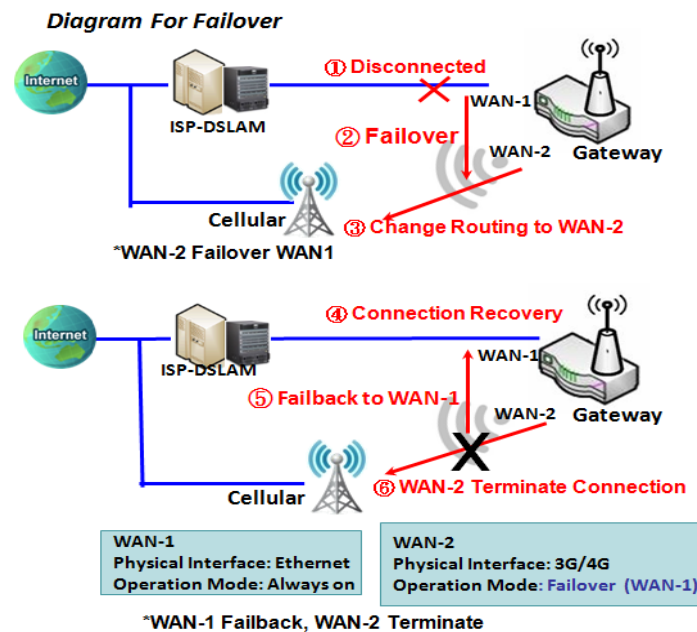 Diagram For Failover
Internet
ISP-DSLAM
① Disconnected
WAN-1
② Failover
WAN-2
Gateway
Cellular
③ Change Routing to WAN-2
*WAN-2 Failover WAN1
Internet
ISP-DSLAM
④ Connection Recovery
WAN-1
⑤ Failback to WAN-1
WAN-2
Gateway
Cellular
⑥ WAN-2 Terminate Connection
WAN-1
Physical Interface: Ethernet
Operation Mode: Always on
WAN-2
Physical Interface: 3G/4G
Operation Mode: Failover (WAN-1)
*WAN-1 Failback, WAN-2 Terminate